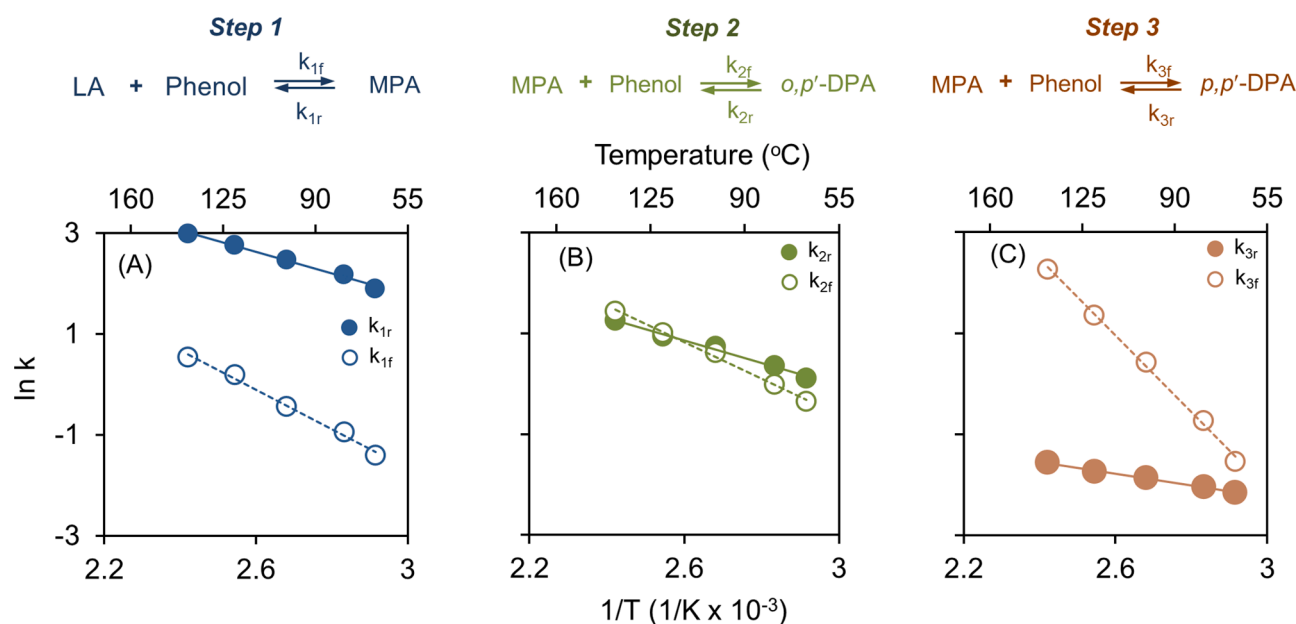 Step 1
LA + Phenol k1f k1r MPA
Step 2
MPA + Phenol k2f k2r o,p'-DPA
Step 3
MPA + Phenol k3f k3r p,p'-DPA
Temperature (oC)
160 125 90 55
160 125 90 55
160 125 90 55
ln k
3
1
-1
-3
(A)
k1r
k1f
(B)
k2r
k2f
(C)
k3r
k3f
2.2 2.6 3
2.2 2.6 3
2.2 2.6 3
1/T (1/K x 10-3)